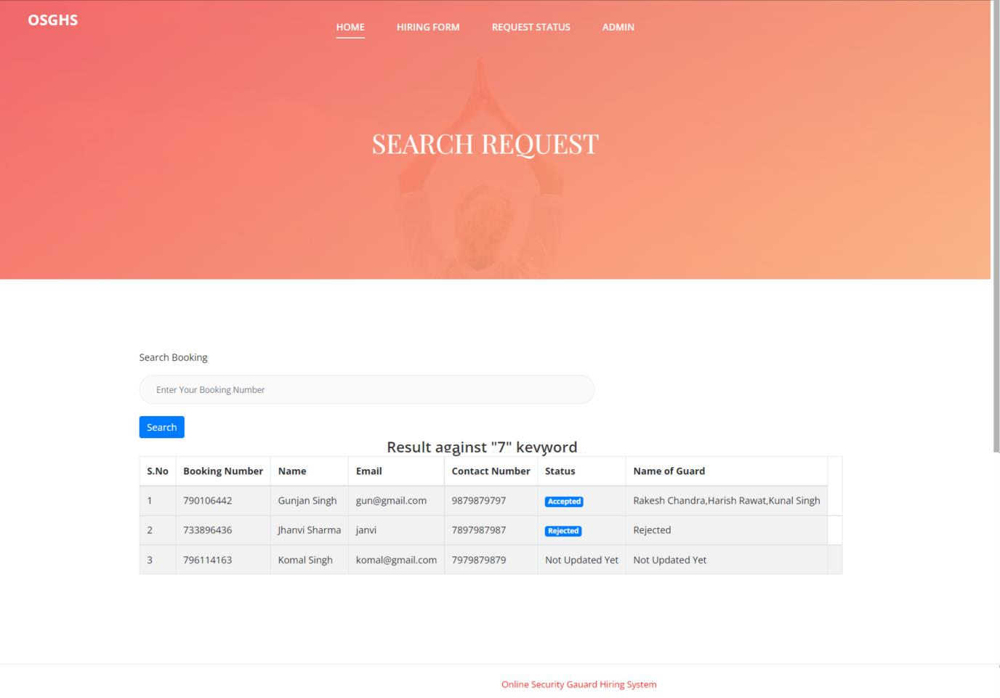 OSGHS
HOME HIRING FORM REQUEST STATUS ADMIN
SEARCH REQUEST
Search Booking
Enter Your Booking Number
Search
Result against "7" keyword
S.No Booking Number Name Email Contact Number Status Name of Guard
1 790106442 Gunjan Singh gun@gmail.com 9879879797 Accepted Rakesh Chandra,Harish Rawat,Kunal Singh
2 733896436 Jhanvi Sharma janvi 7897987987 Rejected Rejected
3 796114163 Komal Singh komal@gmail.com 7979879879 Not Updated Yet Not Updated Yet
Online Security Gauard Hiring System